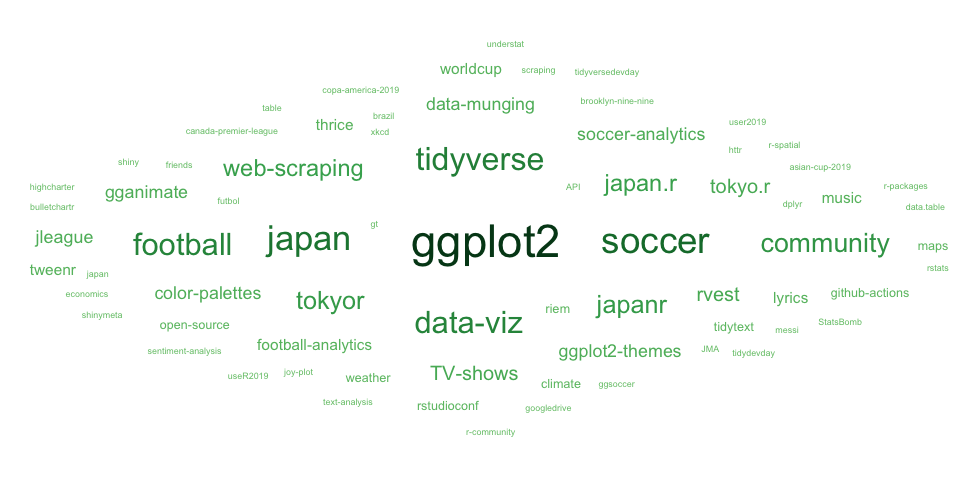 understat
worldcup
scraping
tidyversedevday
copa-america-2019
table
data-munging
brooklyn-nine-nine
canada-premier-league
thrice
brazil
xkcd
soccer-analytics
user2019
httr
r-spatial
shiny
friends
web-scraping
tidyverse
asian-cup-2019
highcharter
gganimate
API
japan.r
tokyo.r
r-packages
bulletchartr
futbol
dplyr
music
data.table
jleague
football
japan
gt
ggplot2
soccer
community
maps
tweenr
japan
rstats
economics
color-palettes
tokyor
riem
japanr
rvest
lyrics
github-actions
shinymeta
open-source
data-viz
tidytext
messi
StatsBomb
sentiment-analysis
football-analytics
ggplot2-themes
JMA
tidydevday
useR2019
joy-plot
weather
TV-shows
climate
ggsoccer
text-analysis
rstudioconf
googledrive
r-community